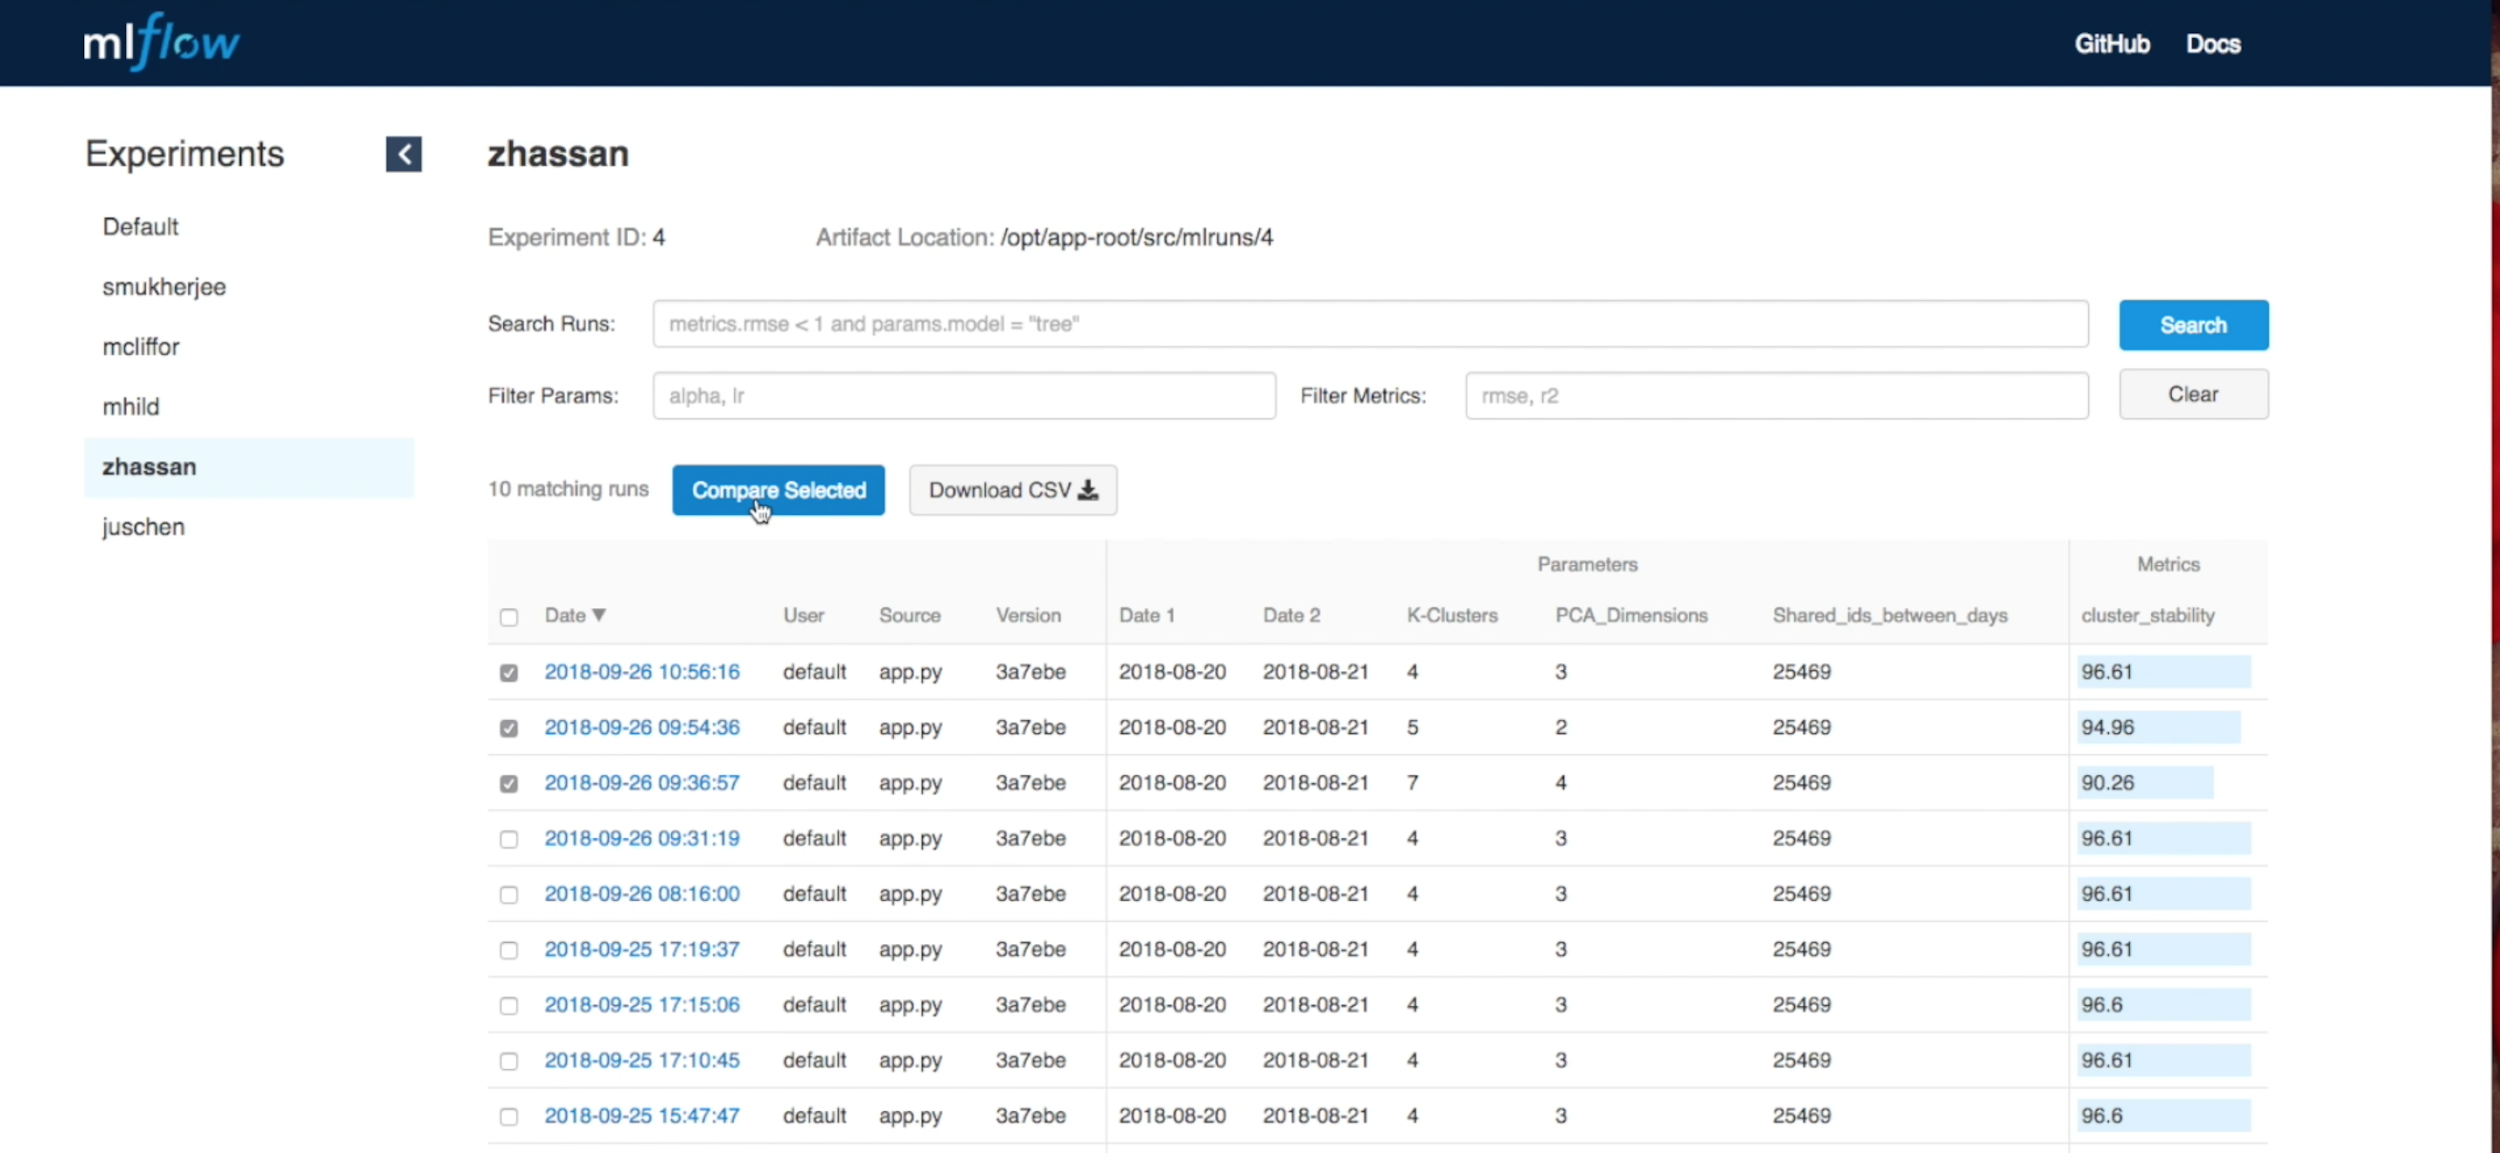 mlflow
GitHub Docs
Experiments
Default
smukherjee
mcliffor
mhild
zhassan
juschen
zhassan
Experiment ID: 4 Artifact Location: /opt/app-root/src/mlruns/4
Search Runs: metrics.rmse < 1 and params.model = "tree" Search
Filter Params: alpha, lr Filter Metrics: rmse, r2 Clear
10 matching runs Compare Selected Download CSV
Parameters Metrics
Date ▼ User Source Version Date 1 Date 2 K-Clusters PCA_Dimensions Shared_ids_between_days cluster_stability
2018-09-26 10:56:16 default app.py 3a7ebe 2018-08-20 2018-08-21 4 3 25469 96.61
2018-09-26 09:54:36 default app.py 3a7ebe 2018-08-20 2018-08-21 5 2 25469 94.96
2018-09-26 09:36:57 default app.py 3a7ebe 2018-08-20 2018-08-21 7 4 25469 90.26
2018-09-26 09:31:19 default app.py 3a7ebe 2018-08-20 2018-08-21 4 3 25469 96.61
2018-09-26 08:16:00 default app.py 3a7ebe 2018-08-20 2018-08-21 4 3 25469 96.61
2018-09-25 17:19:37 default app.py 3a7ebe 2018-08-20 2018-08-21 4 3 25469 96.61
2018-09-25 17:15:06 default app.py 3a7ebe 2018-08-20 2018-08-21 4 3 25469 96.6
2018-09-25 17:10:45 default app.py 3a7ebe 2018-08-20 2018-08-21 4 3 25469 96.61
2018-09-25 15:47:47 default app.py 3a7ebe 2018-08-20 2018-08-21 4 3 25469 96.6